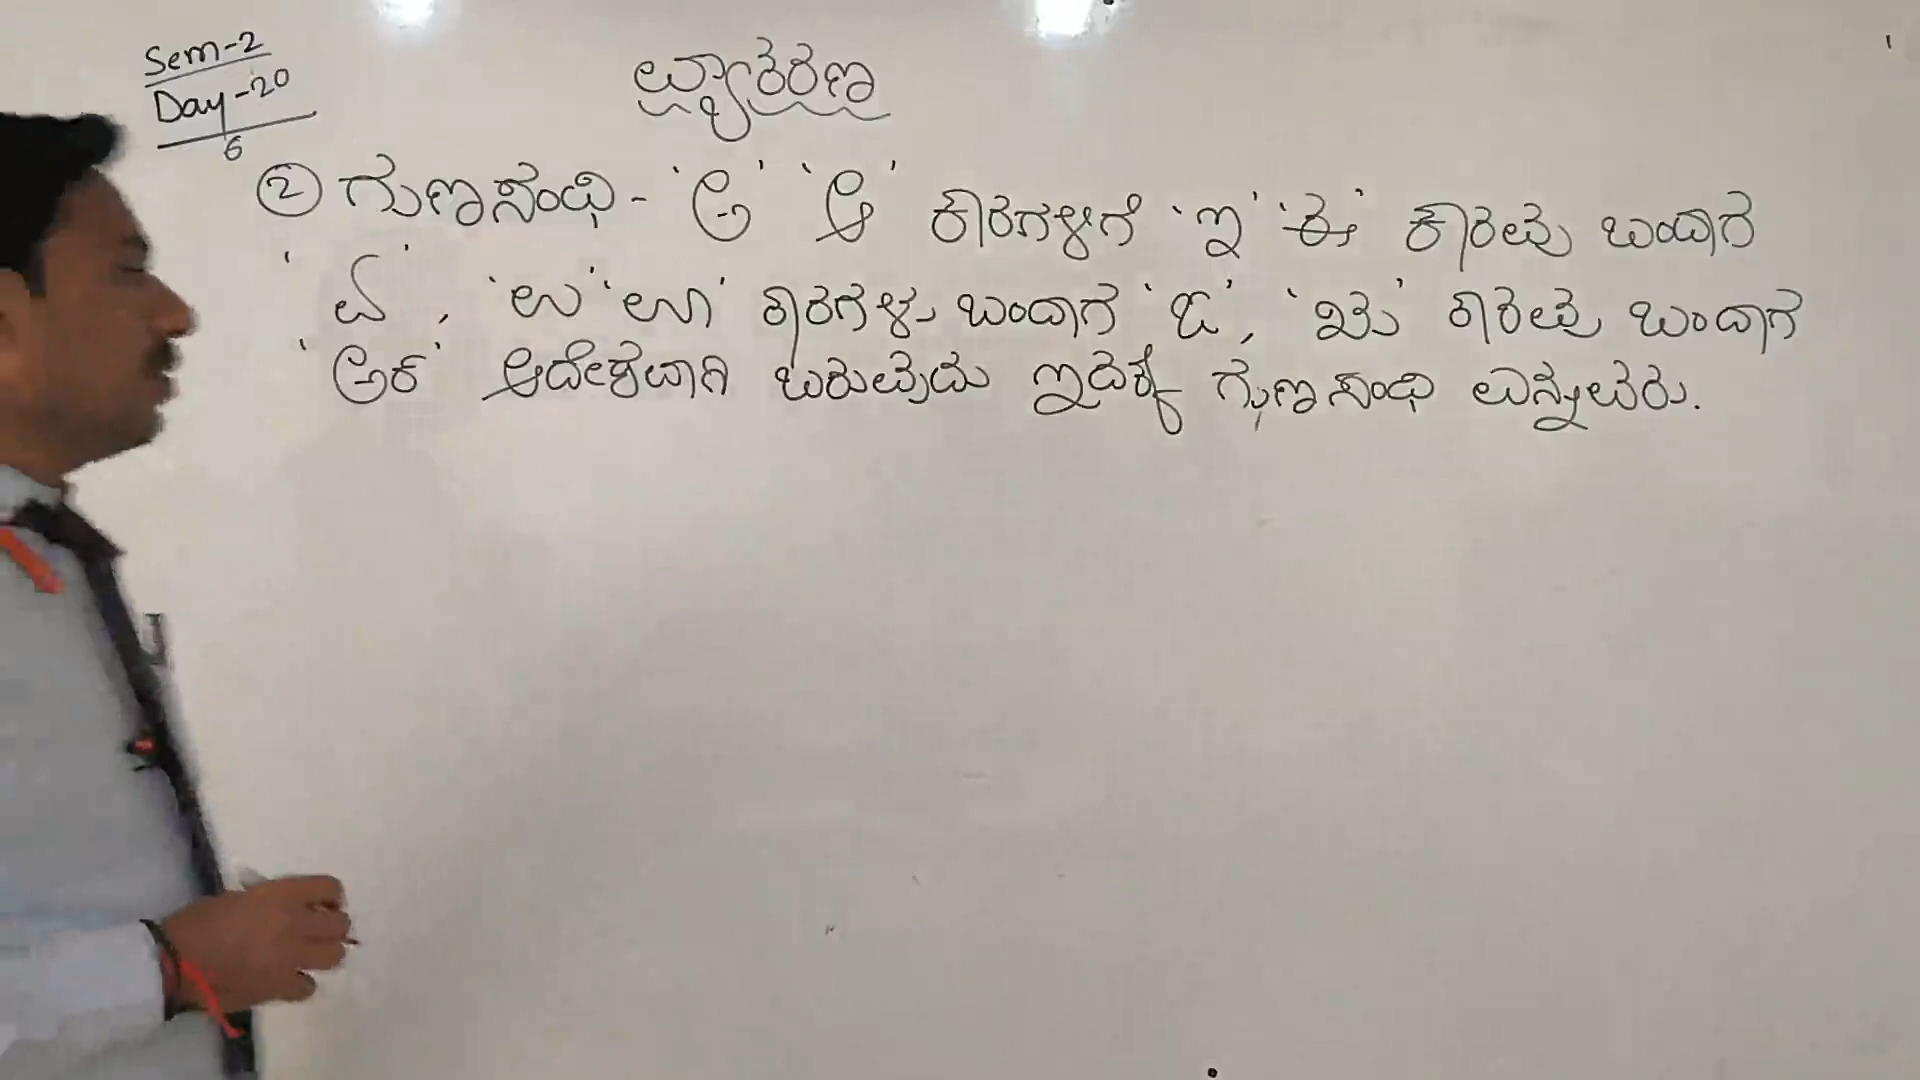 Sem-2
Day-20
6
ವ್ಯಾಕರಣ
② ಗುಣಸಂಧಿ - 'ಅ' 'ಆ' ಕಾರಗಳಿಗೆ 'ಇ' 'ಈ' ಕಾರವು ಬಂದಾಗ
'ಏ', 'ಉ' 'ಊ' ಕಾರಗಳು ಬಂದಾಗ 'ಓ', 'ಋ' ಕಾರವು ಬಂದಾಗ
'ಅರ' ಆದೇಶವಾಗಿ ಬರುವುದು ಇದಕ್ಕೆ ಗುಣಸಂಧಿ ಎನ್ನುವರು.